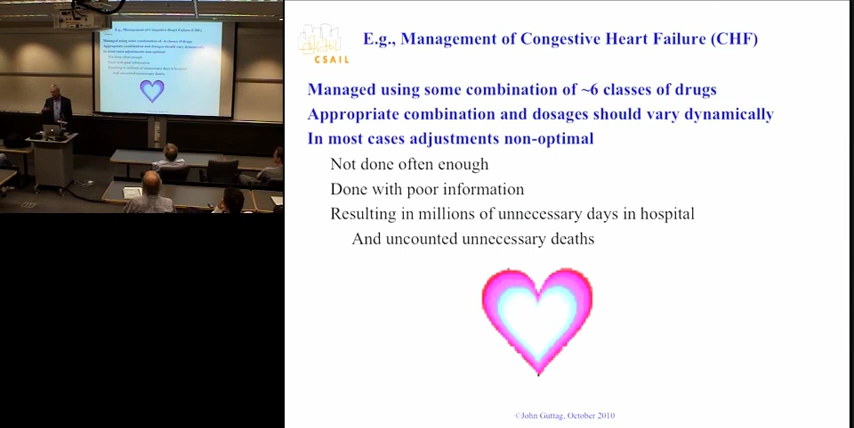 E.g., Management of Congestive Heart Failure (CHF)
CSAIL
Managed using some combination of ~6 classes of drugs
Appropriate combination and dosages should vary dynamically
In most cases adjustments non-optimal
Not done often enough
Done with poor information
Resulting in millions of unnecessary days in hospital
And uncounted unnecessary deaths
©John Guttag, October 2010